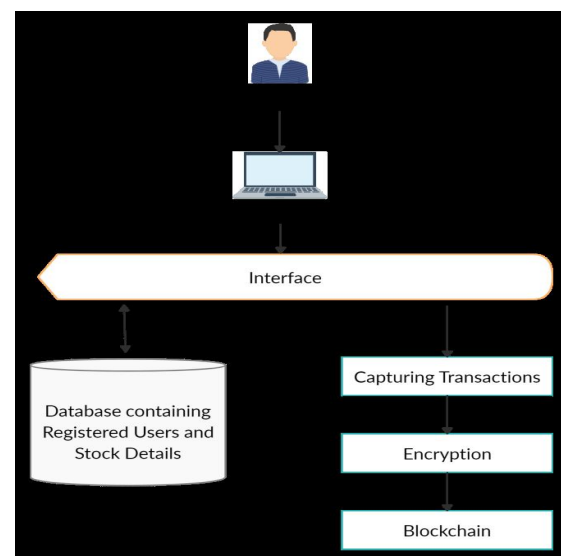 Interface
Database containing
Registered Users and
Stock Details
Capturing Transactions
Encryption
Blockchain